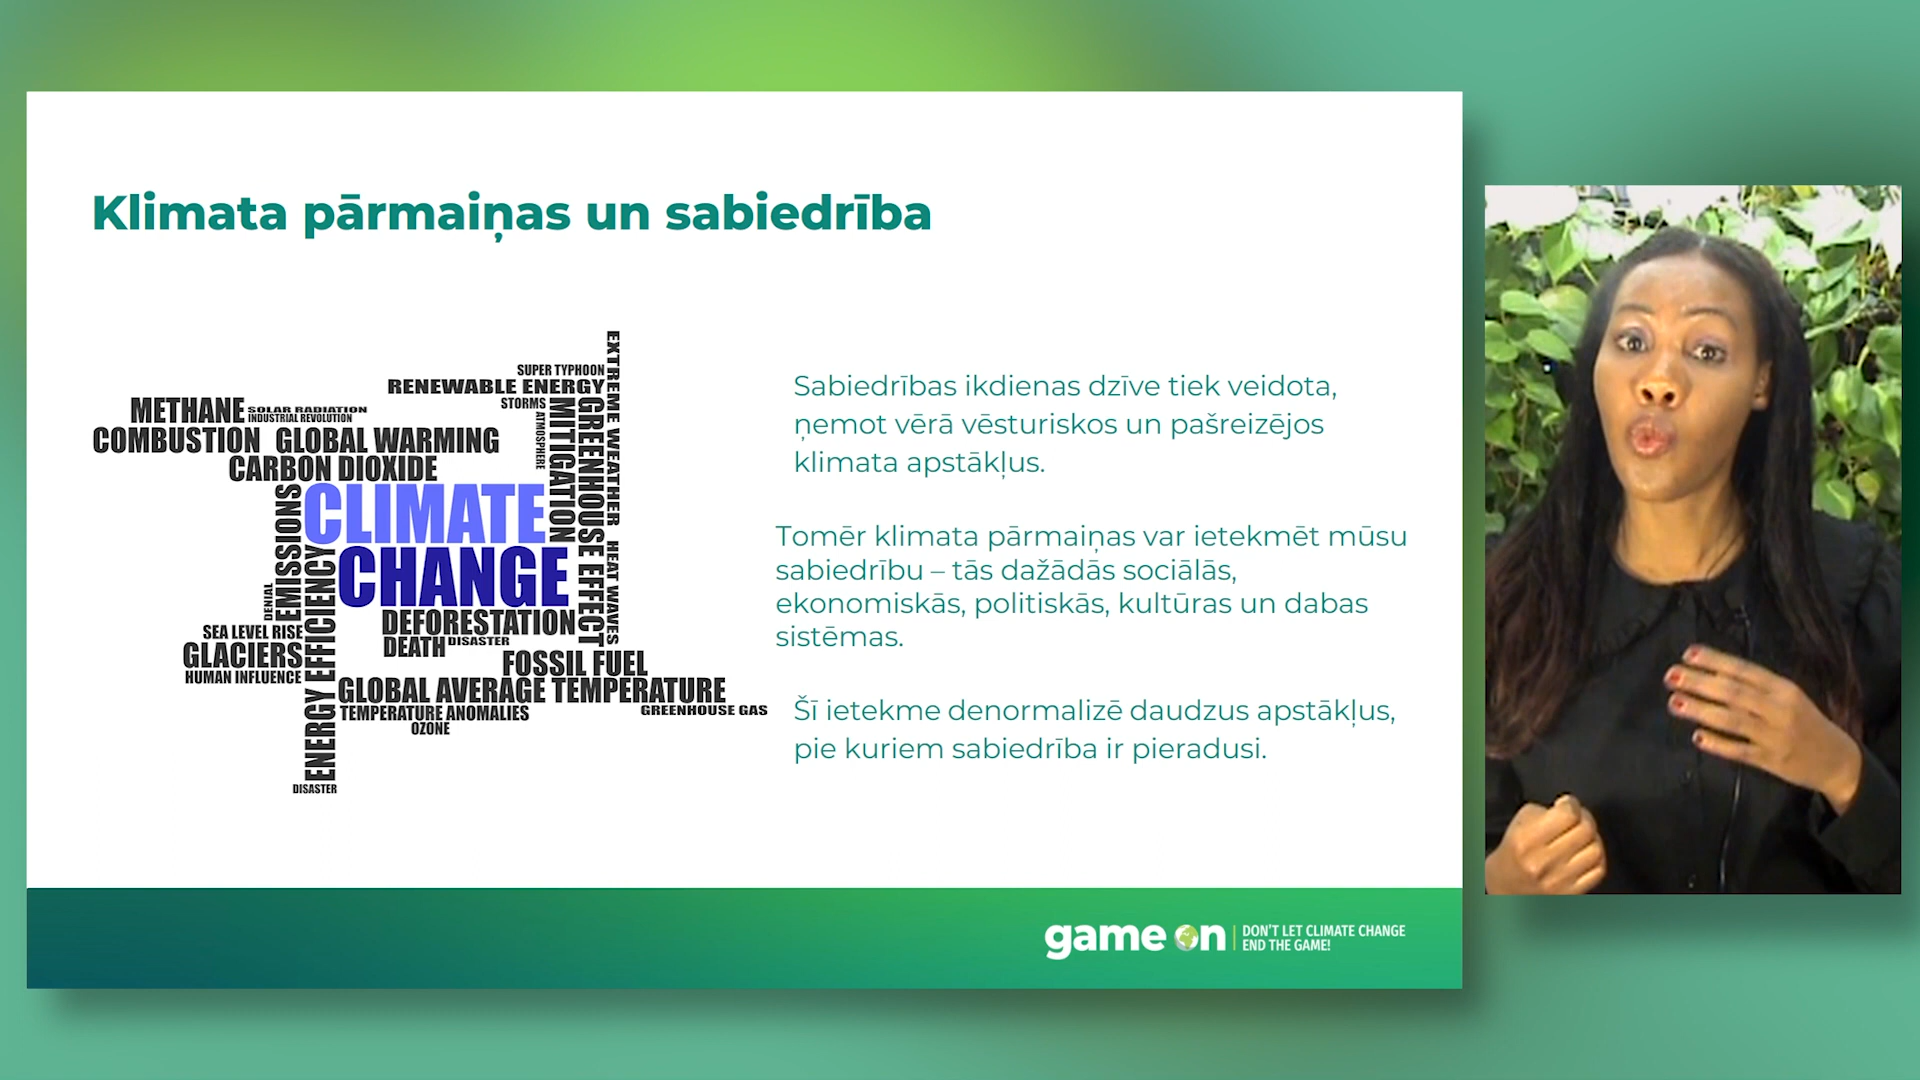 Klimata pārmaiņas un sabiedrība
EXTREME WEATHER
SUPER TYPHOON
RENEWABLE ENERGY
STORMS
METHANE
SOLAR RADIATION
INDUSTRIAL REVOLUTION
COMBUSTION
GLOBAL WARMING
CARBON DIOXIDE
ATMOSPHERE
MITIGATION
GREENHOUSE EFFECT
HEAT WAVES
CLIMATE
CHANGE
EMISSIONS
DENIAL
ENERGY EFFICIENCY
DEFORESTATION
DEATH
DISASTER
SEA LEVEL RISE
GLACIERS
HUMAN INFLUENCE
FOSSIL FUEL
GLOBAL AVERAGE TEMPERATURE
TEMPERATURE ANOMALIES
GREENHOUSE GAS
OZONE
DISASTER
Sabiedrības ikdienas dzīve tiek veidota,
ņemot vērā vēsturiskos un pašreizējos
klimata apstākļus.
Tomēr klimata pārmaiņas var ietekmēt mūsu
sabiedrību – tās dažādās sociālās,
ekonomiskās, politiskās, kultūras un dabas
sistēmas.
Šī ietekme denormalizē daudzus apstākļus,
pie kuriem sabiedrība ir pieradusi.
game on
DON'T LET CLIMATE CHANGE
END THE GAME!